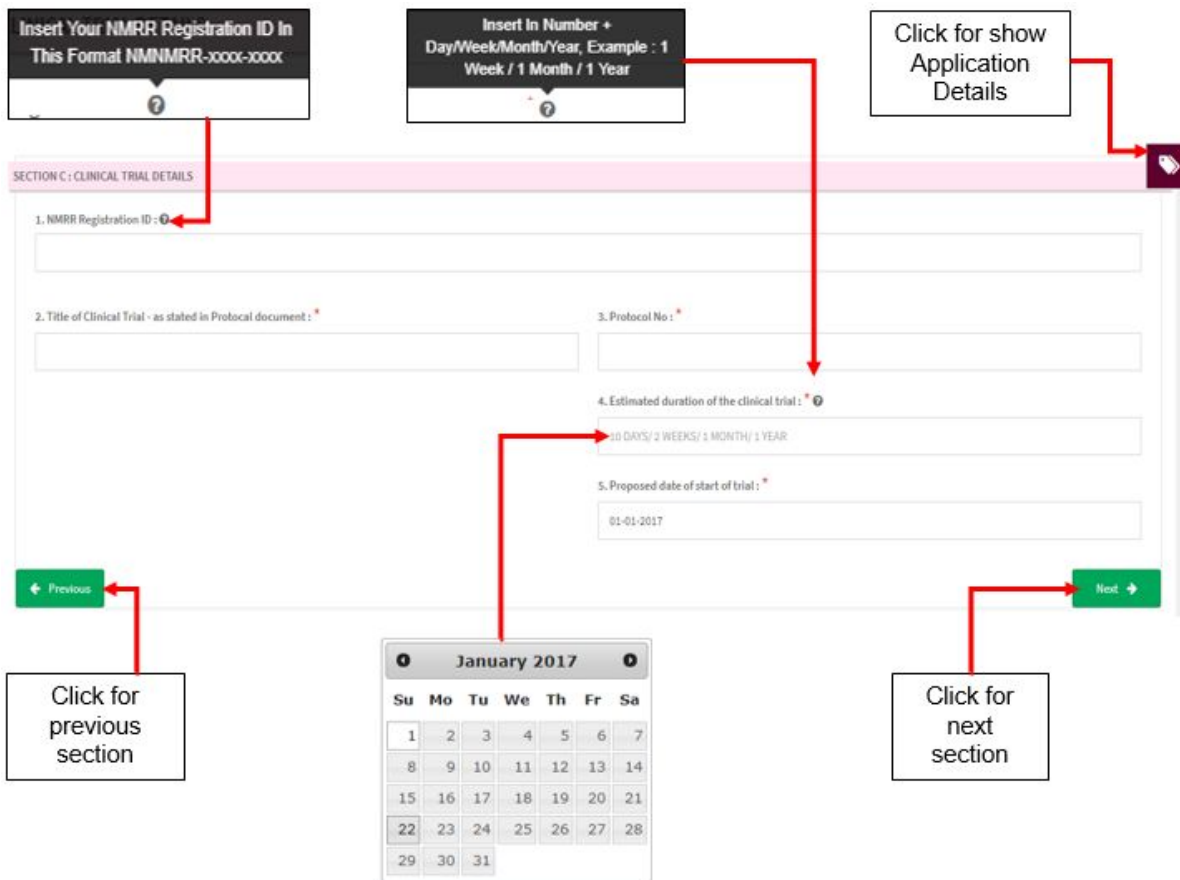 Insert Your NMRR Registration ID In
This Format NMNMRR-xxxx-xxxx
Insert In Number +
Day/Week/Month/Year, Example : 1
Week / 1 Month / 1 Year
Click for show
Application
Details
SECTION C : CLINICAL TRIAL DETAILS
1. NMRR Registration ID :
2. Title of Clinical Trial - as stated in Protocal document : *
3. Protocol No : *
4. Estimated duration of the clinical trial : *
10 DAYS/ 2 WEEKS/ 1 MONTH/ 1 YEAR
5. Proposed date of start of trial : *
01-01-2017
Previous
Next
Click for
previous
section
January 2017
Su Mo Tu We Th Fr Sa
1 2 3 4 5 6 7
8 9 10 11 12 13 14
15 16 17 18 19 20 21
22 23 24 25 26 27 28
29 30 31
Click for
next
section